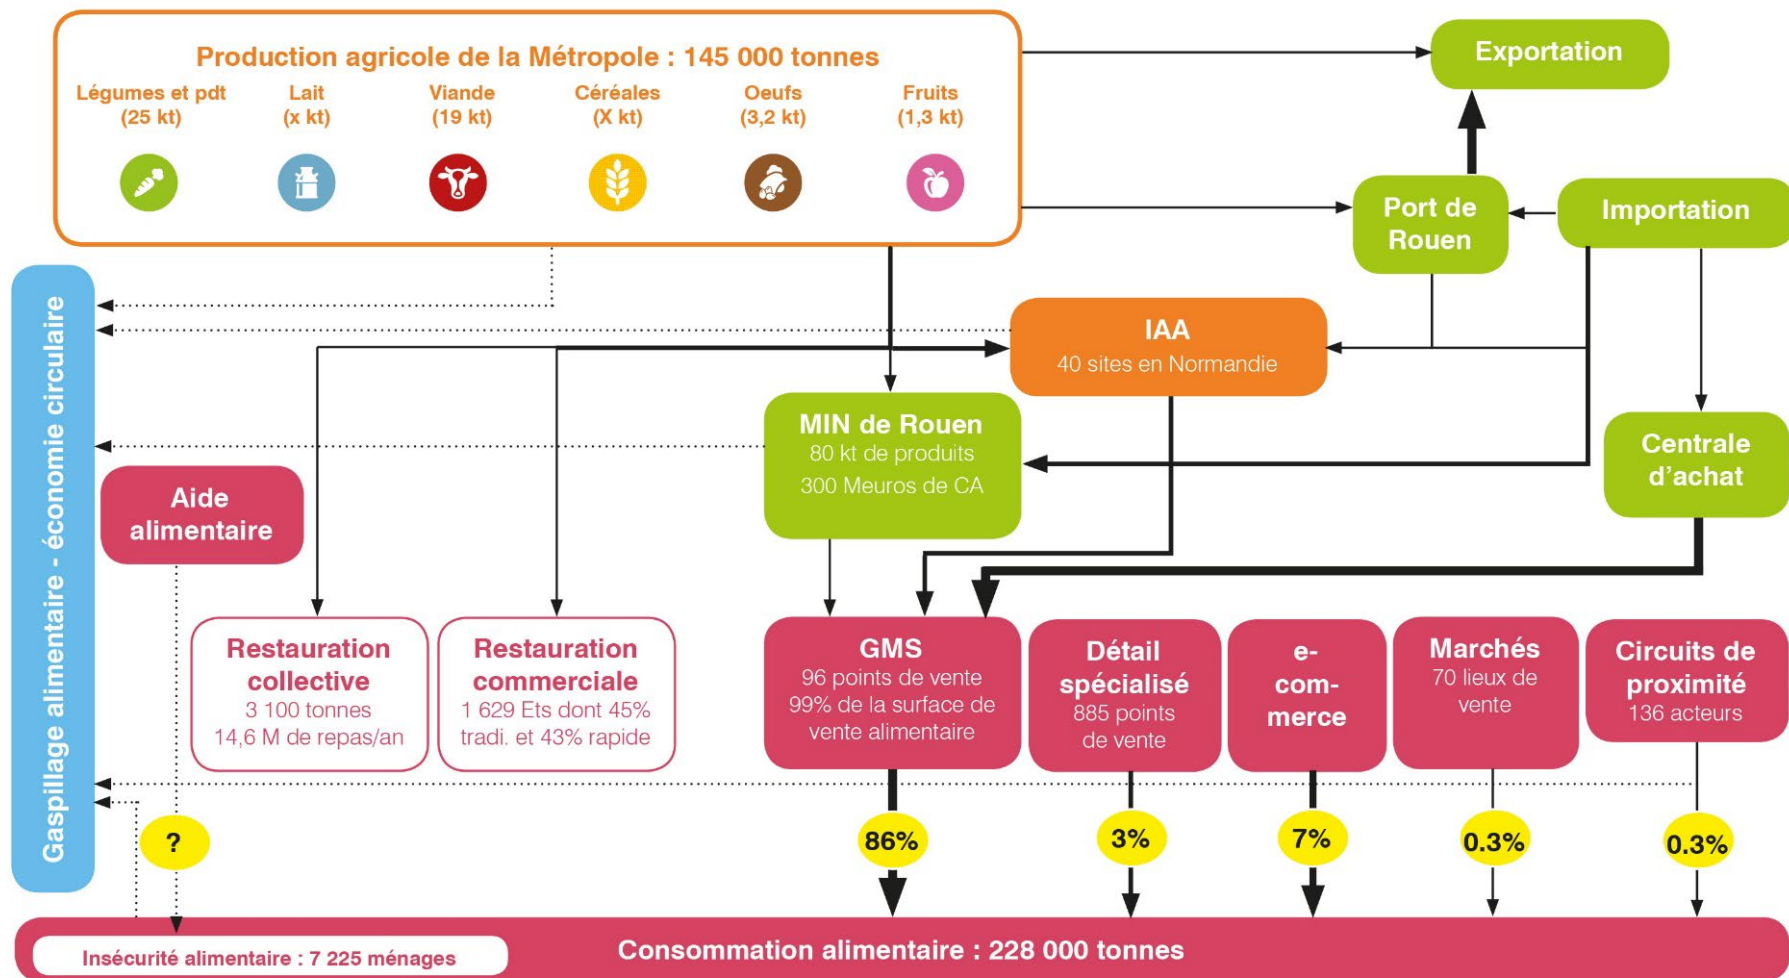 Production agricole de la Métropole : 145 000 tonnes
Légumes et pdt
(25 kt)
Lait
(x kt)
Viande
(19 kt)
Céréales
(X kt)
Oeufs
(3,2 kt)
Fruits
(1,3 kt)
Exportation
Port de
Rouen
Importation
Gaspillage alimentaire - économie circulaire
IAA
40 sites en Normandie
MIN de Rouen
80 kt de produits
300 Meuros de CA
Centrale
d'achat
Aide
alimentaire
Restauration
collective
3 100 tonnes
14,6 M de repas/an
Restauration
commerciale
1 629 Ets dont 45%
tradi. et 43% rapide
GMS
96 points de vente
99% de la surface de
vente alimentaire
Détail
spécialisé
885 points
de vente
e-
com-
merce
Marchés
70 lieux de
vente
Circuits de
proximité
136 acteurs
?
86%
3%
7%
0.3%
0.3%
Insécurité alimentaire : 7 225 ménages
Consommation alimentaire : 228 000 tonnes